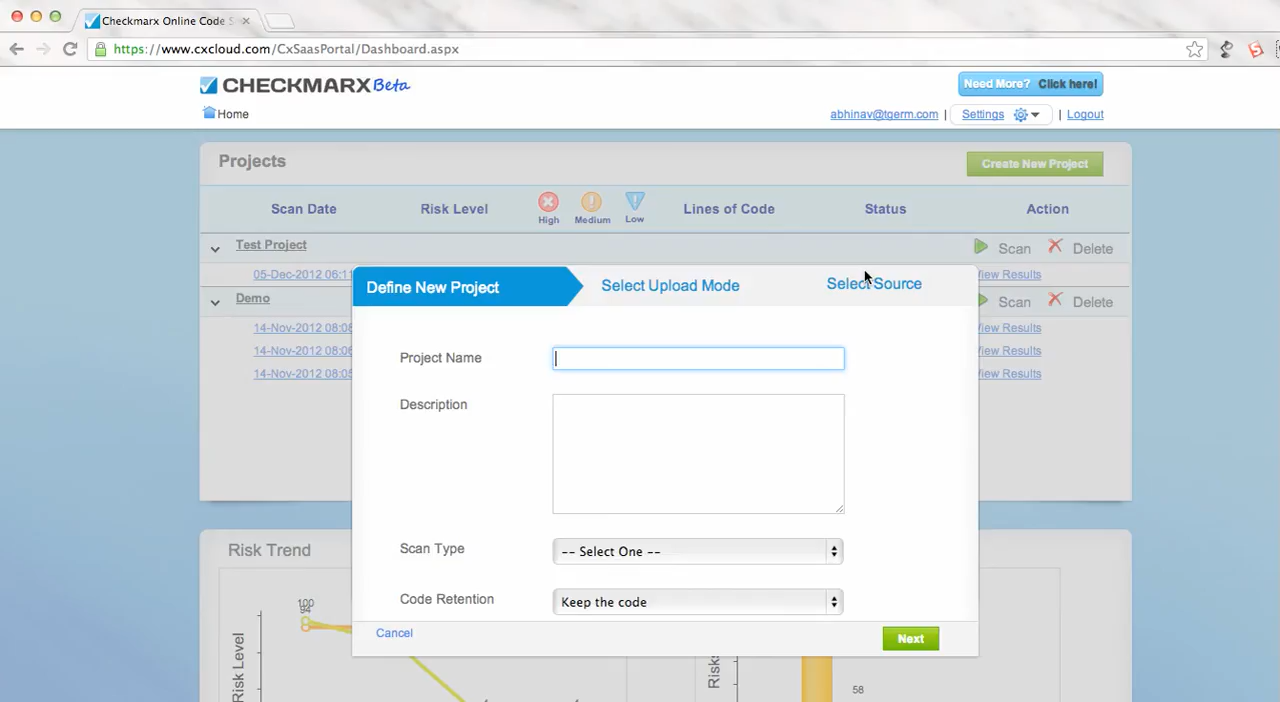 Checkmarx Online Code S
https://www.cxcloud.com/CxSaasPortal/Dashboard.aspx
CHECKMARX Beta
Need More? Click here!
Home
abhinav@tgerm.com | Settings | Logout
Projects
Create New Project
Scan Date Risk Level High Medium Low Lines of Code Status Action
Test Project Scan Delete
05-Dec-2012 06:11 View Results
Demo Scan Delete
14-Nov-2012 08:08 View Results
14-Nov-2012 08:06 View Results
14-Nov-2012 08:05 View Results
Define New Project Select Upload Mode Select Source
Project Name
Description
Scan Type -- Select One --
Code Retention Keep the code
Cancel Next
Risk Trend
100
94
Risk Level
Risks
58